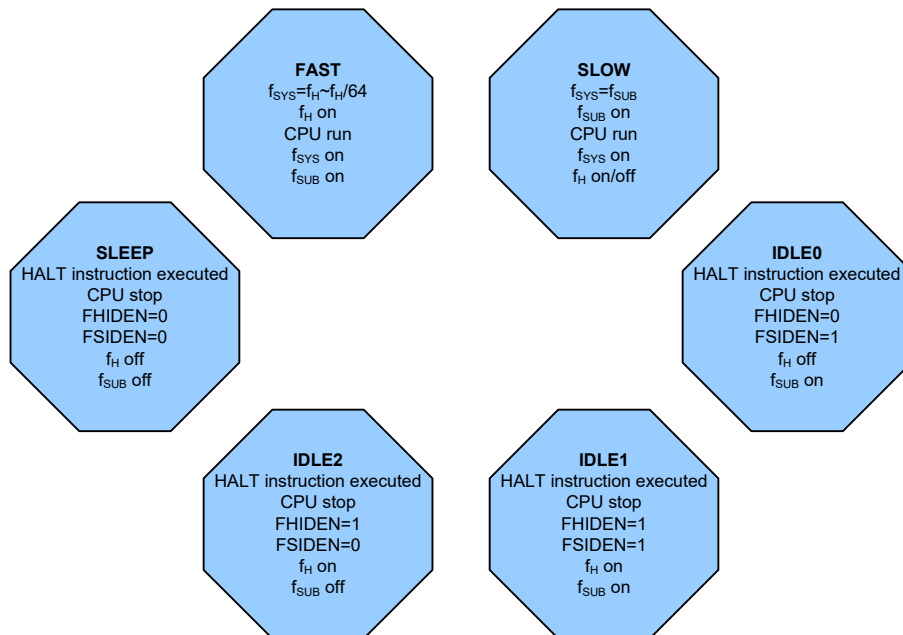 FAST
fSYS=fH~fH/64
fH on
CPU run
fSYS on
fSUB on
SLOW
fSYS=fSUB
fSUB on
CPU run
fSYS on
fH on/off
SLEEP
HALT instruction executed
CPU stop
FHIDEN=0
FSIDEN=0
fH off
fSUB off
IDLE0
HALT instruction executed
CPU stop
FHIDEN=0
FSIDEN=1
fH off
fSUB on
IDLE2
HALT instruction executed
CPU stop
FHIDEN=1
FSIDEN=0
fH on
fSUB off
IDLE1
HALT instruction executed
CPU stop
FHIDEN=1
FSIDEN=1
fH on
fSUB on